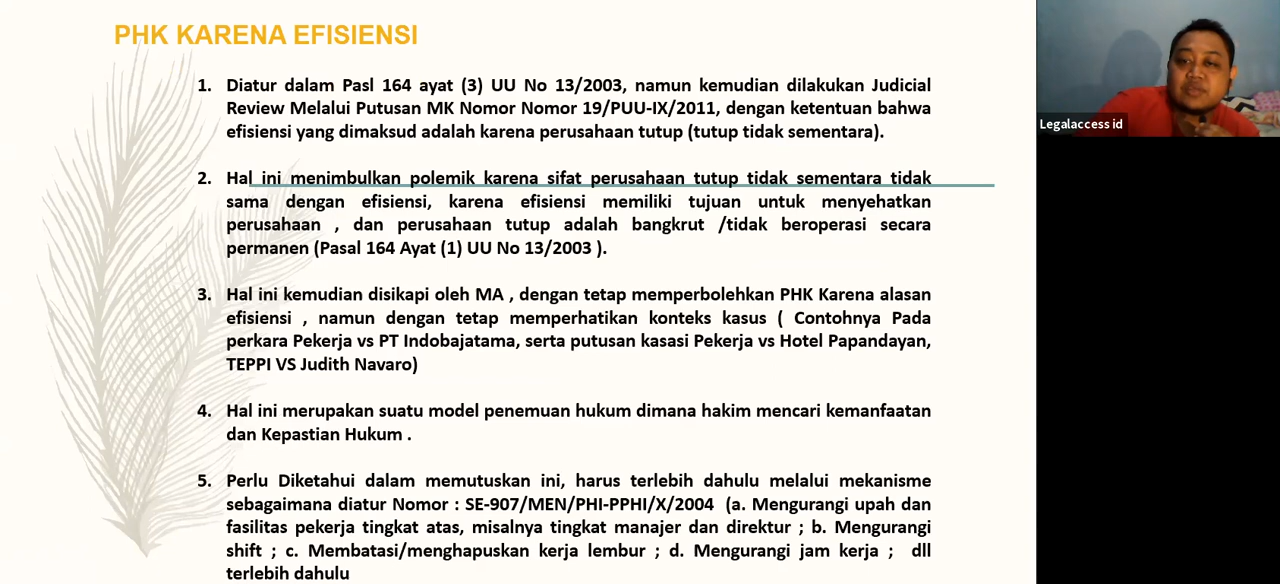 PHK KARENA EFISIENSI
1. Diatur dalam Pasl 164 ayat (3) UU No 13/2003, namun kemudian dilakukan Judicial
Review Melalui Putusan MK Nomor Nomor 19/PUU-IX/2011, dengan ketentuan bahwa
efisiensi yang dimaksud adalah karena perusahaan tutup (tutup tidak sementara).
2. Hal ini menimbulkan polemik karena sifat perusahaan tutup tidak sementara tidak
sama dengan efisiensi, karena efisiensi memiliki tujuan untuk menyehatkan
perusahaan , dan perusahaan tutup adalah bangkrut /tidak beroperasi secara
permanen (Pasal 164 Ayat (1) UU No 13/2003 ).
3. Hal ini kemudian disikapi oleh MA , dengan tetap memperbolehkan PHK Karena alasan
efisiensi , namun dengan tetap memperhatikan konteks kasus ( Contohnya Pada
perkara Pekerja vs PT Indobajatama, serta putusan kasasi Pekerja vs Hotel Papandayan,
TEPPI VS Judith Navaro)
4. Hal ini merupakan suatu model penemuan hukum dimana hakim mencari kemanfaatan
dan Kepastian Hukum .
5. Perlu Diketahui dalam memutuskan ini, harus terlebih dahulu melalui mekanisme
sebagaimana diatur Nomor : SE-907/MEN/PHI-PPHI/X/2004 (a. Mengurangi upah dan
fasilitas pekerja tingkat atas, misalnya tingkat manajer dan direktur ; b. Mengurangi
shift ; c. Membatasi/menghapuskan kerja lembur ; d. Mengurangi jam kerja ; dll
terlebih dahulu
Legalaccess id